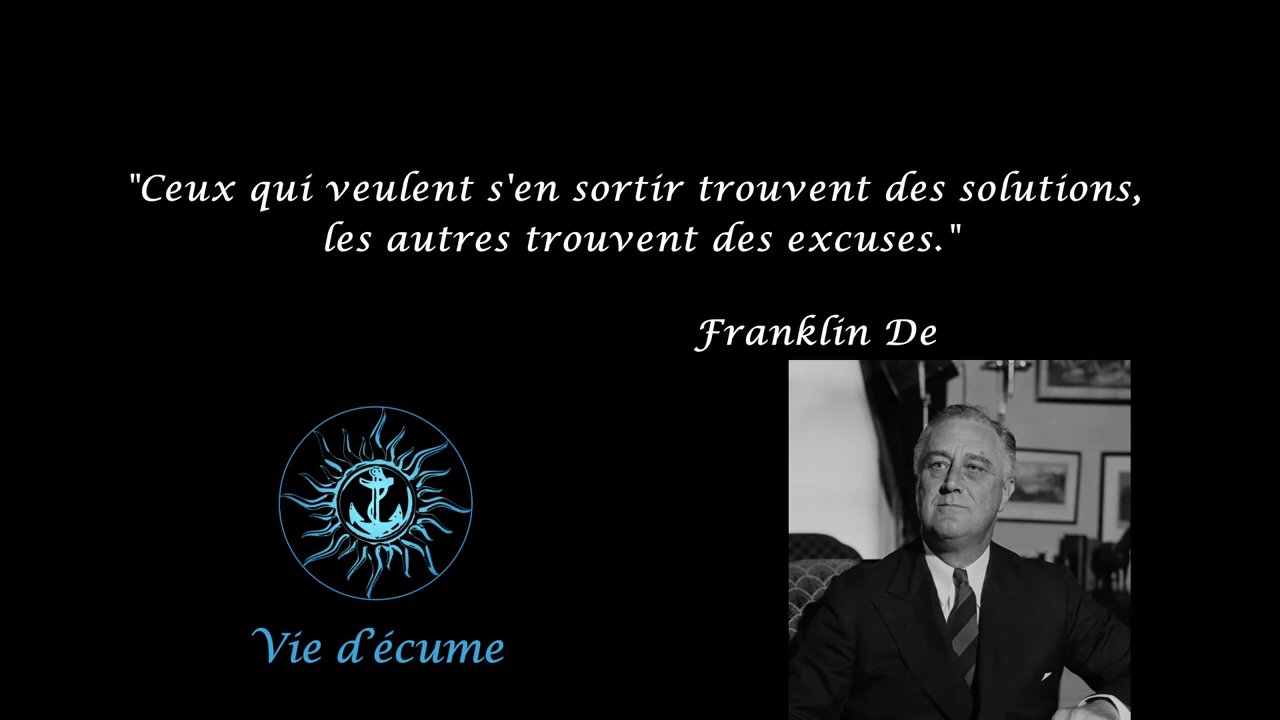 "Ceux qui veulent s'en sortir trouvent des solutions,
les autres trouvent des excuses."
Franklin De
Vie d'écume